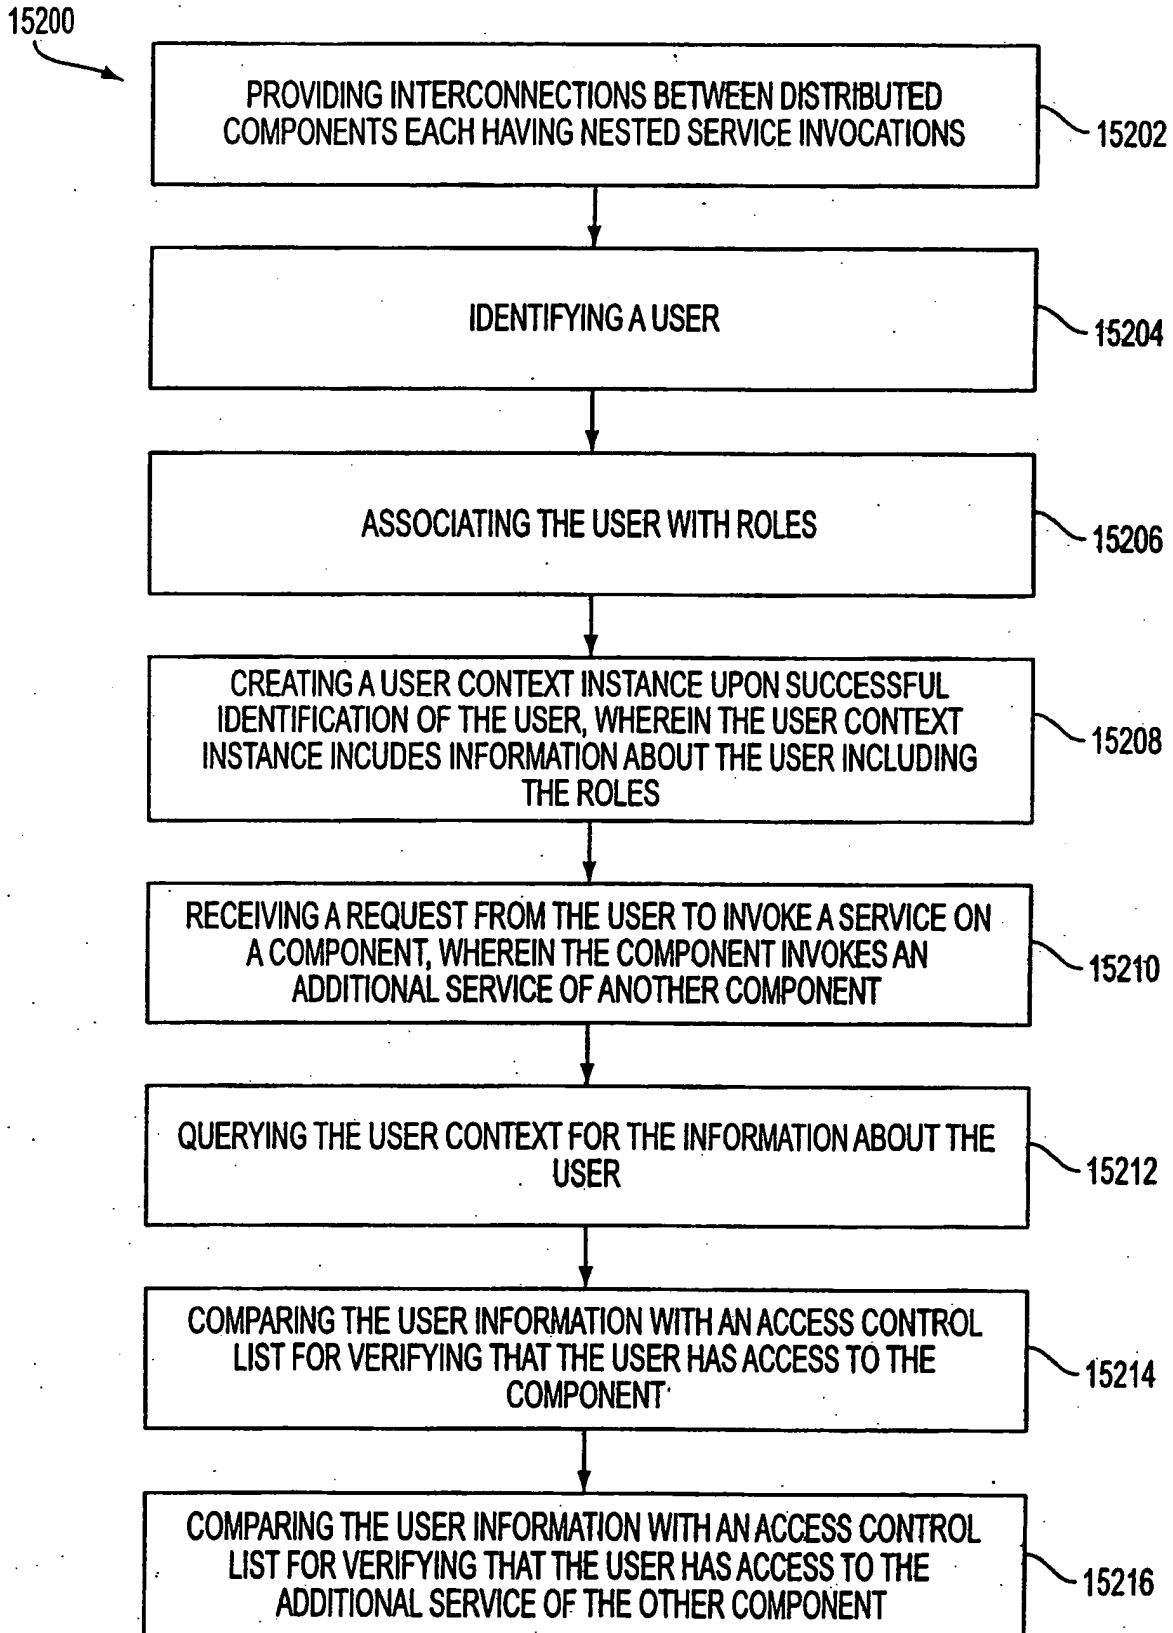 15200
PROVIDING INTERCONNECTIONS BETWEEN DISTRIBUTED
COMPONENTS EACH HAVING NESTED SERVICE INVOCATIONS
15202
IDENTIFYING A USER
15204
ASSOCIATING THE USER WITH ROLES
15206
CREATING A USER CONTEXT INSTANCE UPON SUCCESSFUL
IDENTIFICATION OF THE USER, WHEREIN THE USER CONTEXT
INSTANCE INCUDES INFORMATION ABOUT THE USER INCLUDING
THE ROLES
15208
RECEIVING A REQUEST FROM THE USER TO INVOKE A SERVICE ON
A COMPONENT, WHEREIN THE COMPONENT INVOKES AN
ADDITIONAL SERVICE OF ANOTHER COMPONENT
15210
QUERYING THE USER CONTEXT FOR THE INFORMATION ABOUT THE
USER
15212
COMPARING THE USER INFORMATION WITH AN ACCESS CONTROL
LIST FOR VERIFYING THAT THE USER HAS ACCESS TO THE
COMPONENT
15214
COMPARING THE USER INFORMATION WITH AN ACCESS CONTROL
LIST FOR VERIFYING THAT THE USER HAS ACCESS TO THE
ADDITIONAL SERVICE OF THE OTHER COMPONENT
15216